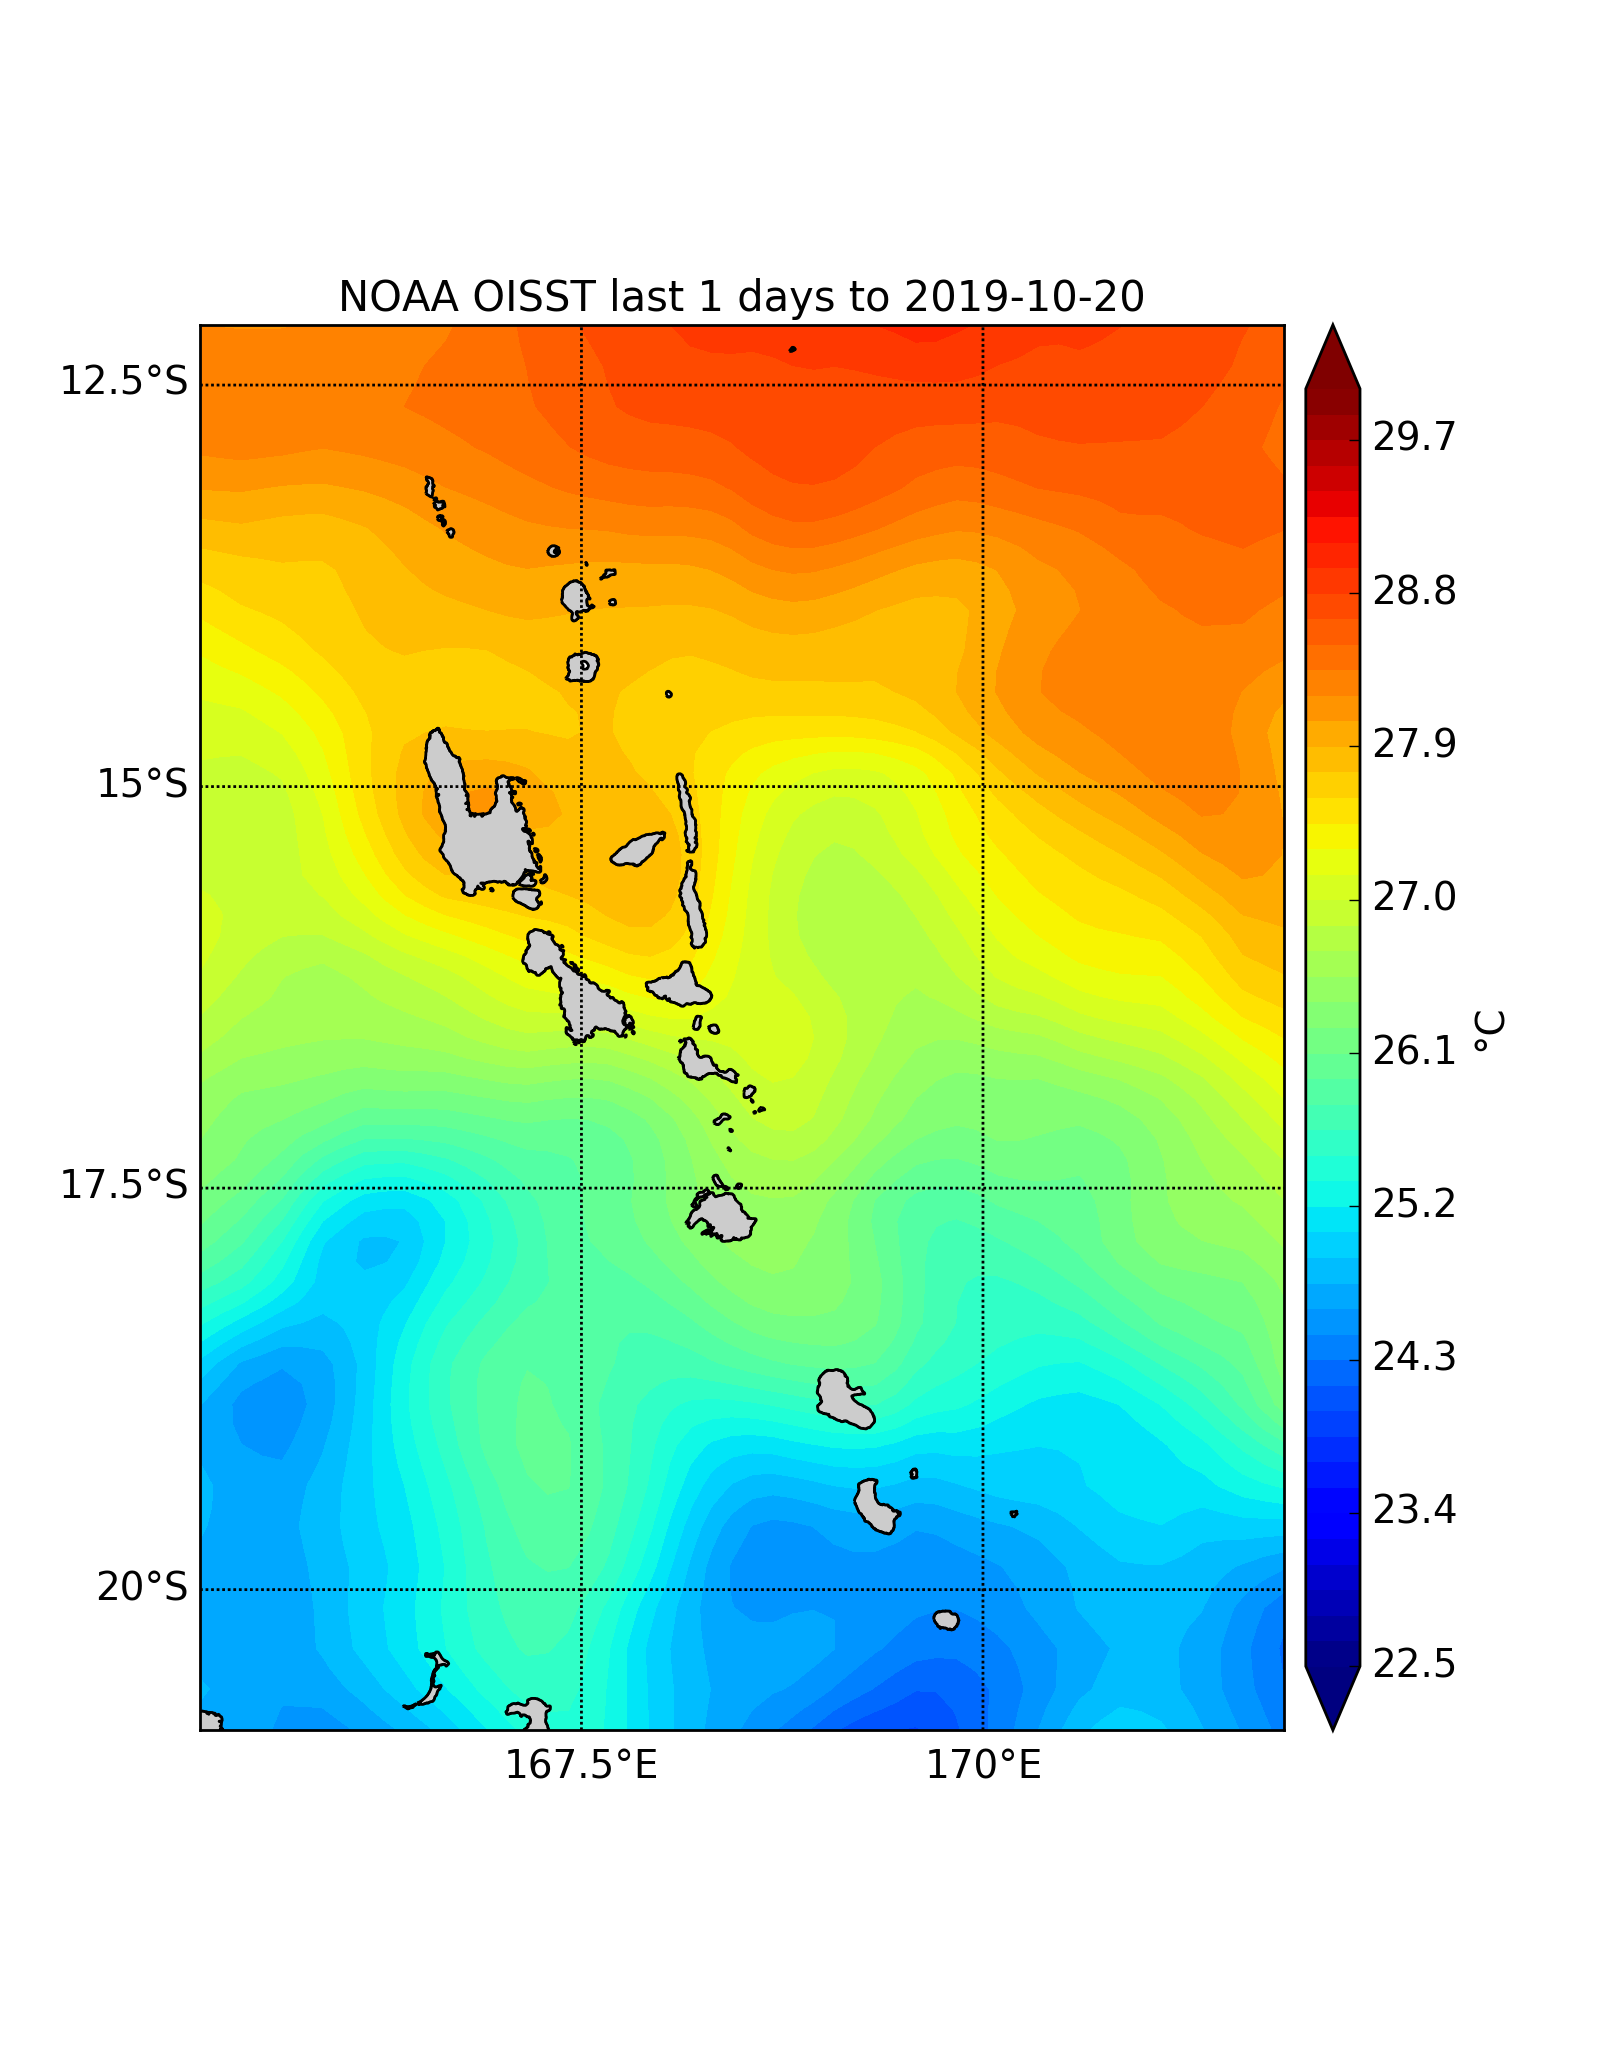 NOAA OISST last 1 days to 2019-10-20
12.5°S
15°S
17.5°S
20°S
167.5°E
170°E
29.7
28.8
27.9
27.0
26.1
25.2
24.3
23.4
22.5
°C